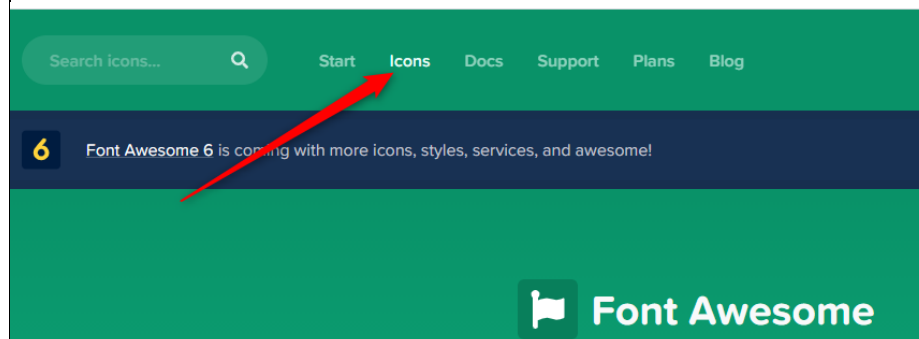 Search icons... Start Icons Docs Support Plans Blog
6 Font Awesome 6 is coming with more icons, styles, services, and awesome!
Font Awesome